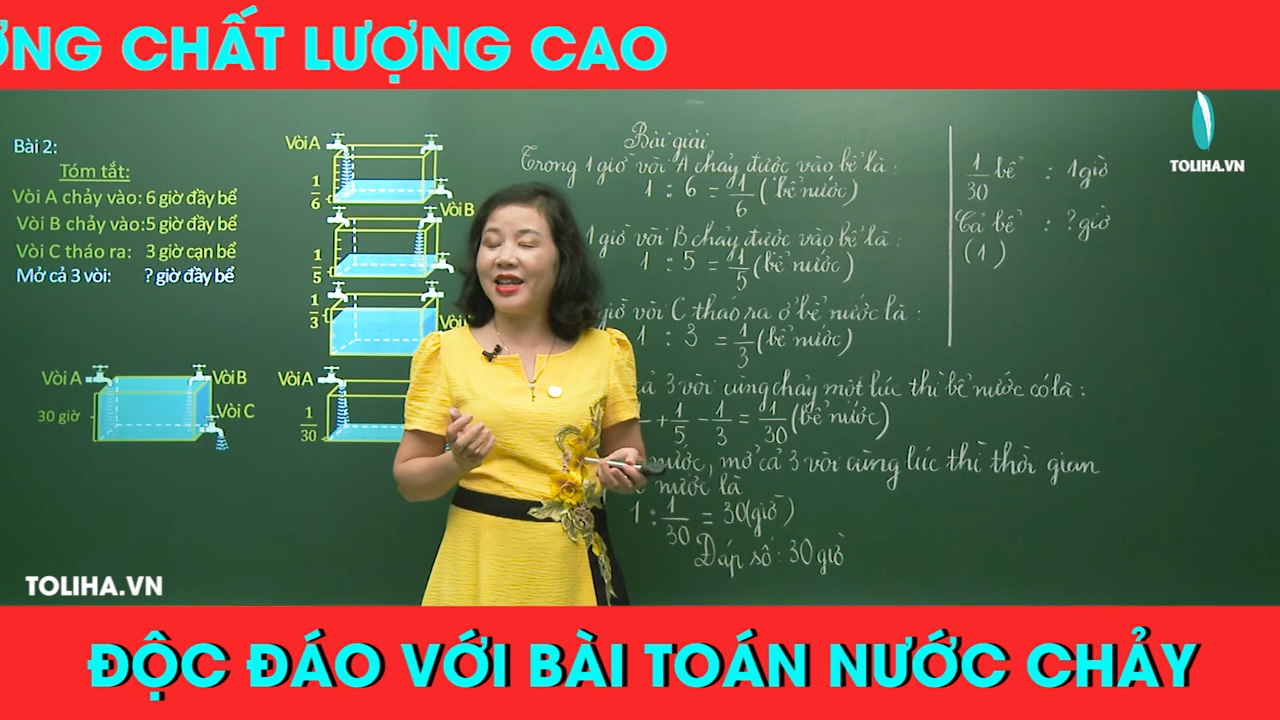 ỜNG CHẤT LƯỢNG CAO
TOLIHA.VN
Bài 2:
Tóm tắt:
Vòi A chảy vào: 6 giờ đầy bể
Vòi B chảy vào: 5 giờ đầy bể
Vòi C tháo ra: 3 giờ cạn bể
Mở cả 3 vòi: ? giờ đầy bể
Vòi A
1/6
Vòi B
1/5
1/3
Vòi
Vòi A
Vòi B
30 giờ
Vòi C
Vòi A
1/30
Bài giải
Trong 1 giờ vòi A chảy được vào bể là:
1 : 6 = 1/6 (bể nước)
1 giờ vòi B chảy được vào bể là:
1 : 5 = 1/5 (bể nước)
giờ vòi C tháo ra ở bể nước là:
1 : 3 = 1/3 (bể nước)
cả 3 vòi cùng chảy một lúc thì bể nước có là:
+ 1/5 - 1/3 = 1/30 (bể nước)
nước, mở cả 3 vòi cùng lúc thì thời gian
nước là
1 : 1/30 = 30 (giờ)
Đáp số: 30 giờ
1/30 bể : 1 giờ
Cả bể : ? giờ
(1)
TOLIHA.VN
ĐỘC ĐÁO VỚI BÀI TOÁN NƯỚC CHẢY